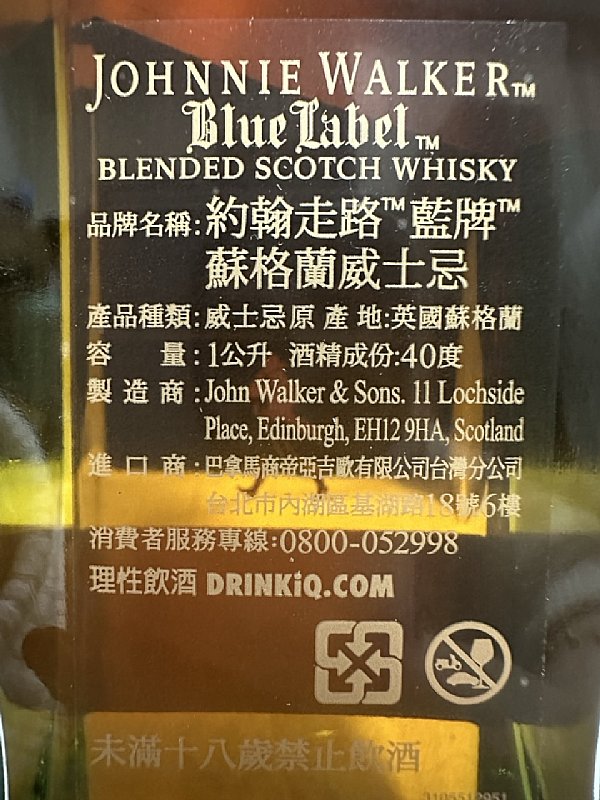 JOHNNIE WALKER™
Blue Label™
BLENDED SCOTCH WHISKY
品牌名稱:約翰走路™藍牌™
蘇格蘭威士忌
產品種類:威士忌 原產地:英國蘇格蘭
容量:1公升 酒精成份:40度
製造商:John Walker & Sons. 11 Lochside
Place, Edinburgh, EH12 9HA, Scotland
進口商:巴拿馬商帝亞吉歐有限公司台灣分公司
台北市內湖區基湖路18號6樓
消費者服務專線:0800-052998
理性飲酒 DRINKiQ.COM
未滿十八歲禁止飲酒